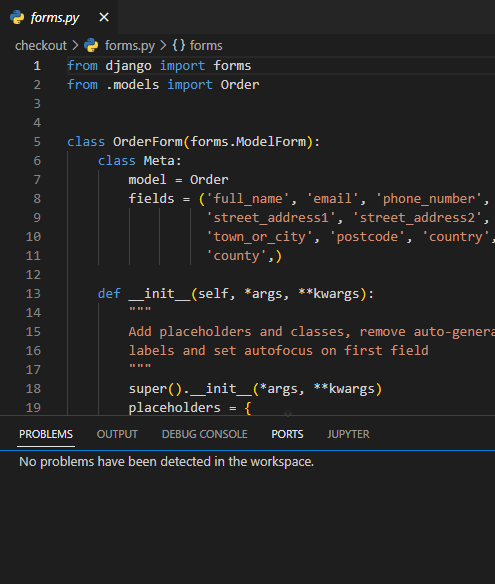 forms.py
checkout > forms.py > {} forms
1 from django import forms
2 from .models import Order
3
4
5 class OrderForm(forms.ModelForm):
6 class Meta:
7 model = Order
8 fields = ('full_name', 'email', 'phone_number',
9 'street_address1', 'street_address2',
10 'town_or_city', 'postcode', 'country',
11 'county',)
12
13 def __init__(self, *args, **kwargs):
14 """
15 Add placeholders and classes, remove auto-genera
16 labels and set autofocus on first field
17 """
18 super().__init__(*args, **kwargs)
19 placeholders = {
PROBLEMS OUTPUT DEBUG CONSOLE PORTS JUPYTER
No problems have been detected in the workspace.